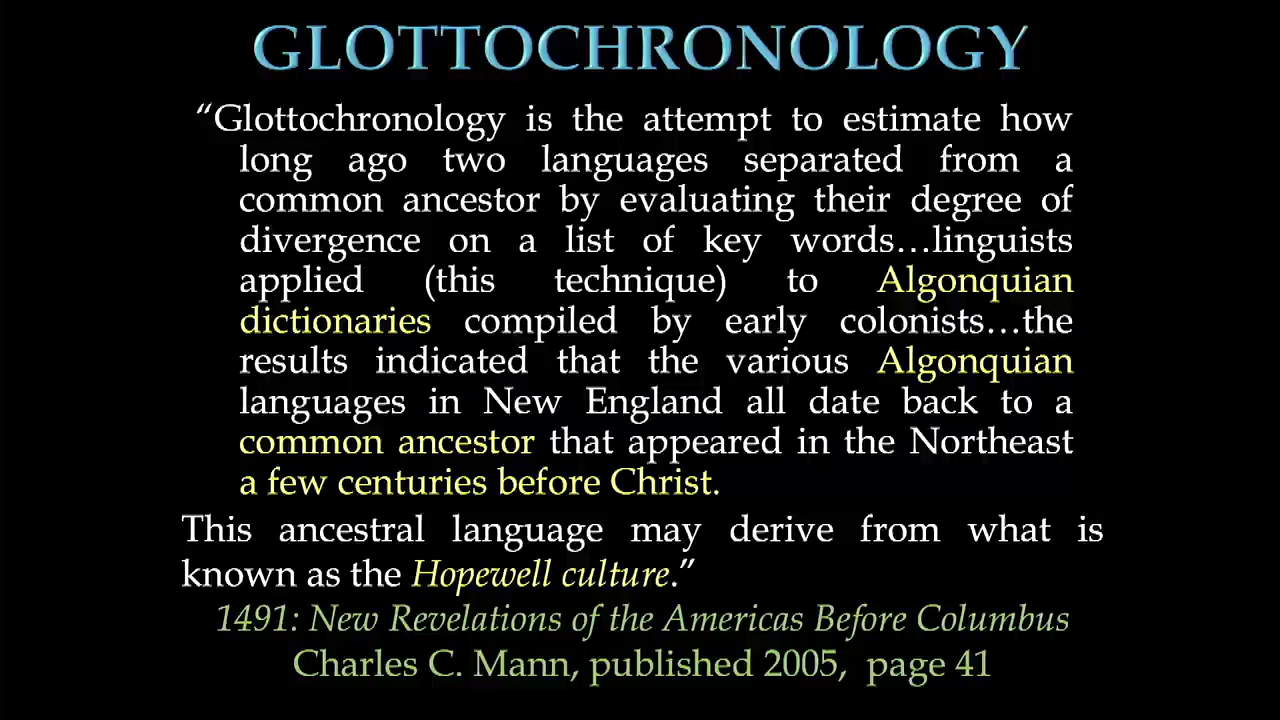 GLOTTOCHRONOLOGY
“Glottochronology is the attempt to estimate how
long ago two languages separated from a
common ancestor by evaluating their degree of
divergence on a list of key words…linguists
applied (this technique) to Algonquian
dictionaries compiled by early colonists…the
results indicated that the various Algonquian
languages in New England all date back to a
common ancestor that appeared in the Northeast
a few centuries before Christ.
This ancestral language may derive from what is
known as the Hopewell culture.”
1491: New Revelations of the Americas Before Columbus
Charles C. Mann, published 2005, page 41